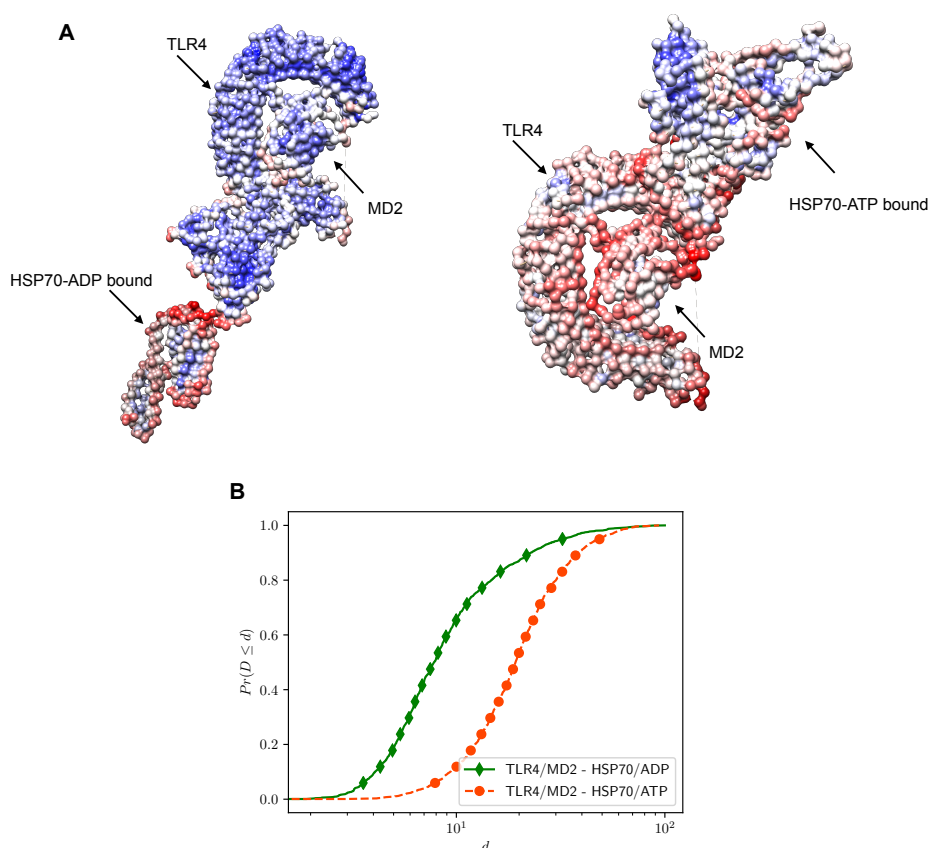 A
TLR4
MD2
HSP70-ADP bound
TLR4
HSP70-ATP bound
MD2
B
1.0
0.8
0.6
0.4
0.2
0.0
Pr(D ≤ d)
TLR4/MD2 - HSP70/ADP
TLR4/MD2 - HSP70/ATP
10¹
10²
d